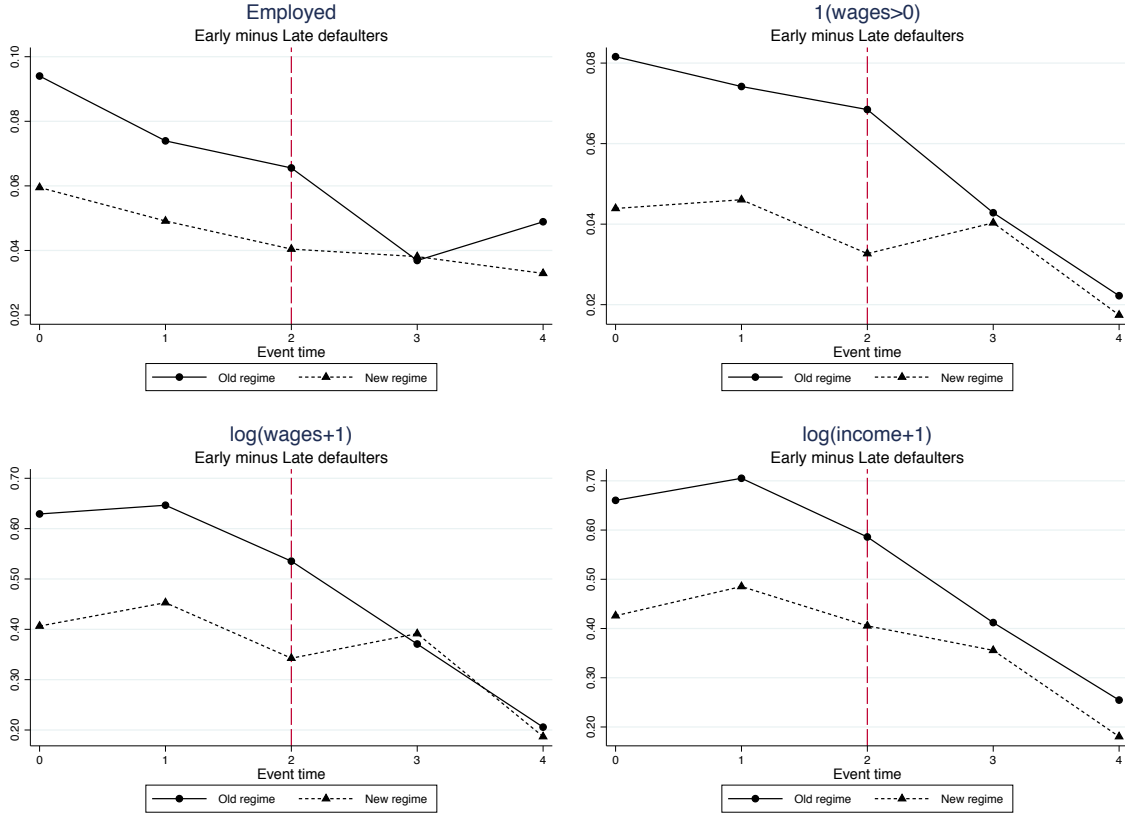 Employed
Early minus Late defaulters
0.10
0.08
0.06
0.04
0.02
0 1 2 3 4
Event time
Old regime New regime
1(wages>0)
Early minus Late defaulters
0.08
0.06
0.04
0.02
0 1 2 3 4
Event time
Old regime New regime
log(wages+1)
Early minus Late defaulters
0.70
0.60
0.50
0.40
0.30
0.20
0 1 2 3 4
Event time
Old regime New regime
log(income+1)
Early minus Late defaulters
0.70
0.60
0.50
0.40
0.30
0.20
0 1 2 3 4
Event time
Old regime New regime